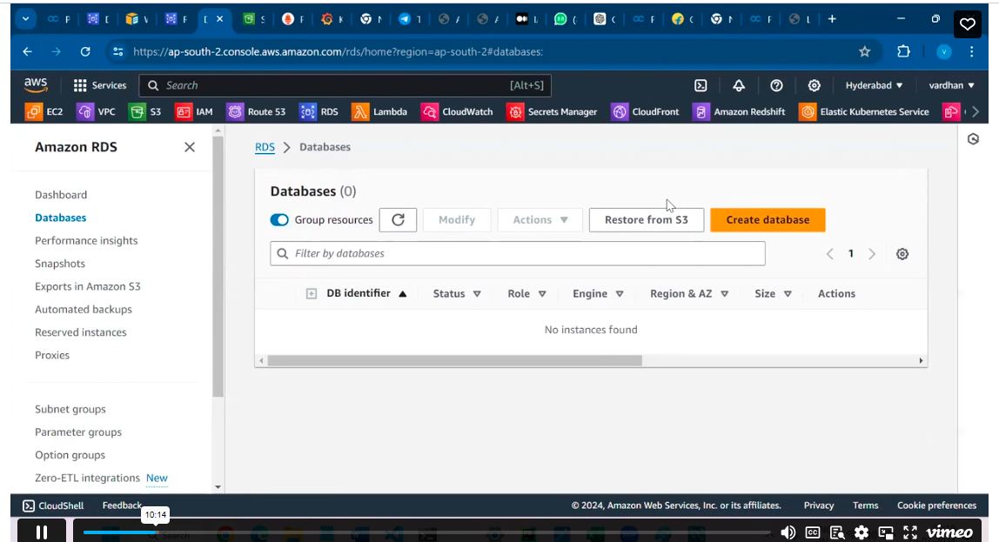 https://ap-south-2.console.aws.amazon.com/rds/home?region=ap-south-2#databases:
aws Services Search [Alt+S] Hyderabad ▼ vardhan ▼
EC2 VPC S3 IAM Route 53 RDS Lambda CloudWatch Secrets Manager CloudFront Amazon Redshift Elastic Kubernetes Service
Amazon RDS
Dashboard
Databases
Performance insights
Snapshots
Exports in Amazon S3
Automated backups
Reserved instances
Proxies
Subnet groups
Parameter groups
Option groups
Zero-ETL integrations New
RDS > Databases
Databases (0)
Group resources Modify Actions ▼ Restore from S3 Create database
Filter by databases 1
DB identifier Status Role Engine Region & AZ Size Actions
No instances found
CloudShell Feedback © 2024, Amazon Web Services, Inc. or its affiliates. Privacy Terms Cookie preferences
10:14
Search
CC vimeo